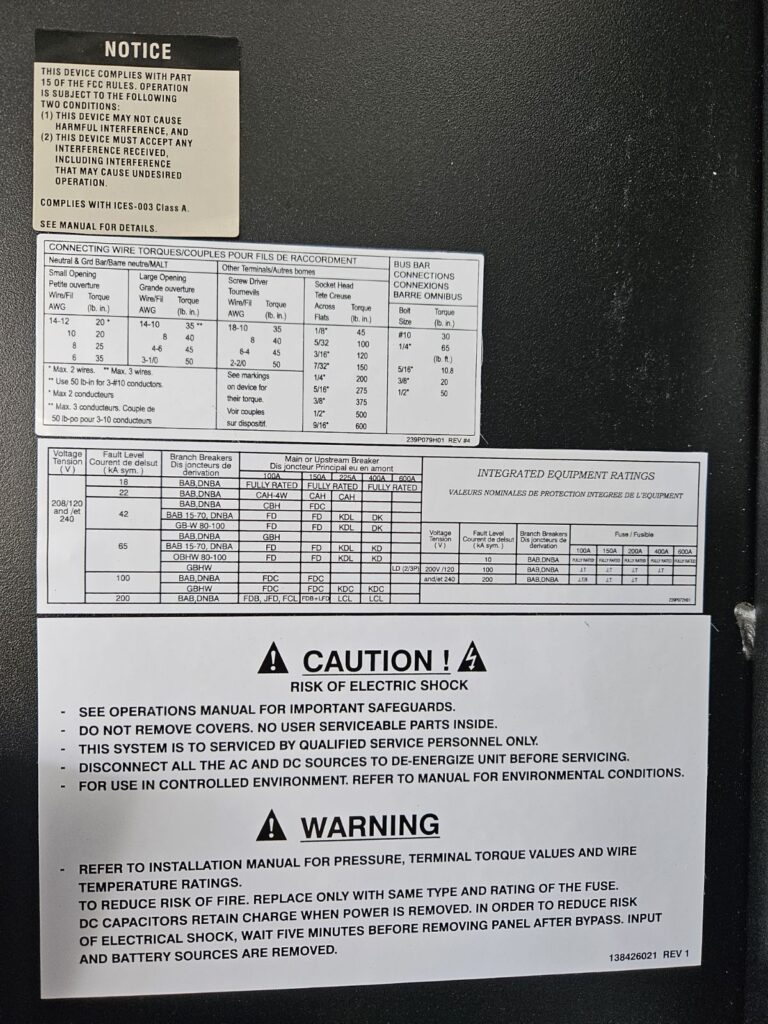 NOTICE
THIS DEVICE COMPLIES WITH PART
15 OF THE FCC RULES. OPERATION
IS SUBJECT TO THE FOLLOWING
TWO CONDITIONS:
(1) THIS DEVICE MAY NOT CAUSE
HARMFUL INTERFERENCE, AND
(2) THIS DEVICE MUST ACCEPT ANY
INTERFERENCE RECEIVED,
INCLUDING INTERFERENCE
THAT MAY CAUSE UNDESIRED
OPERATION.
COMPLIES WITH ICES-003 Class A.
SEE MANUAL FOR DETAILS.
CONNECTING WIRE TORQUES/COUPLES POUR FILS DE RACCORDMENT
Neutral & Grd Bar/Barre neutre/MALT
Small Opening
Petite ouverture
Wire/Fil Torque
AWG (lb. in.)
14-12 20 *
10 20
8 25
6 35
Large Opening
Grande ouverture
Wire/Fil Torque
AWG (lb. in.)
14-10 35 **
8 40
4-6 45
3-1/0 50
* Max. 2 wires. ** Max. 3 wires.
** Use 50 lb-in for 3-#10 conductors.
* Max 2 conducteurs
** Max. 3 conducteurs. Couple de
50 lb-po pour 3-10 conducteurs
Other Terminals/Autres bornes
Screw Driver
Tournevils
Wire/Fil Torque
AWG (lb. in.)
18-10 35
8 40
6-4 45
2-2/0 50
See markings
on device for
their torque.
Voir couples
sur dispositif.
Socket Head
Tete Creuse
Across Torque
Flats (lb. in.)
1/8" 45
5/32 100
3/16" 120
7/32" 150
1/4" 200
5/16" 275
3/8" 375
1/2" 500
9/16" 600
BUS BAR
CONNECTIONS
CONNEXIONS
BARRE OMNIBUS
Bolt Torque
Size (lb. in.)
#10 30
1/4" 65
(lb. ft.)
5/16" 10.8
3/8" 20
1/2" 50
239P079H01 REV #4
Voltage
Tension
(V)
Fault Level
Courent de delsut
(kA sym.)
Branch Breakers
Dis joncteurs de
derivation
Main or Upstream Breaker
Dis joncteur Principal eu en amont
100A 150A 225A 400A 600A
208/120
and /et
240
18 BAB,DNBA FULLY RATED FULLY RATED FULLY RATED
22 BAB,DNBA CAH-4W CAH CAH
42 BAB,DNBA CBH FDC
BAB 15-70, DNBA FD FD KDL DK
GB-W 80-100 FD FD KDL DK
65 BAB,DNBA GBH
BAB 15-70, DNBA FD FD KDL KD
OBHW 80-100 FD FD KDL KD
GBHW LD (2/3P)
100 BAB,DNBA FDC FDC
GBHW FDC FDC KDC KDC
200 BAB,DNBA FDB, JFD, FCL FDB+LFD LCL LCL
INTEGRATED EQUIPMENT RATINGS
VALEURS NOMINALES DE PROTECTION INTEGREE DE L'EQUIPMENT
Voltage
Tension
(V)
Fault Level
Courent de delsut
(kA sym.)
Branch Breakers
Dis joncteurs de
derivation
Fuse / Fusible
100A 150A 200A 400A 600A
10 BAB,DNBA FULLY RATED FULLY RATED FULLY RATED FULLY RATED FULLY RATED
200V /120 100 BAB,DNBA JT JT JT JT
and/et 240 200 BAB,DNBA JT JT
239P072H01
CAUTION !
RISK OF ELECTRIC SHOCK
- SEE OPERATIONS MANUAL FOR IMPORTANT SAFEGUARDS.
- DO NOT REMOVE COVERS. NO USER SERVICEABLE PARTS INSIDE.
- THIS SYSTEM IS TO SERVICED BY QUALIFIED SERVICE PERSONNEL ONLY.
- DISCONNECT ALL THE AC AND DC SOURCES TO DE-ENERGIZE UNIT BEFORE SERVICING.
- FOR USE IN CONTROLLED ENVIRONMENT. REFER TO MANUAL FOR ENVIRONMENTAL CONDITIONS.
WARNING
- REFER TO INSTALLATION MANUAL FOR PRESSURE, TERMINAL TORQUE VALUES AND WIRE
TEMPERATURE RATINGS.
TO REDUCE RISK OF FIRE. REPLACE ONLY WITH SAME TYPE AND RATING OF THE FUSE.
DC CAPACITORS RETAIN CHARGE WHEN POWER IS REMOVED. IN ORDER TO REDUCE RISK
OF ELECTRICAL SHOCK, WAIT FIVE MINUTES BEFORE REMOVING PANEL AFTER BYPASS. INPUT
AND BATTERY SOURCES ARE REMOVED.
138426021 REV 1